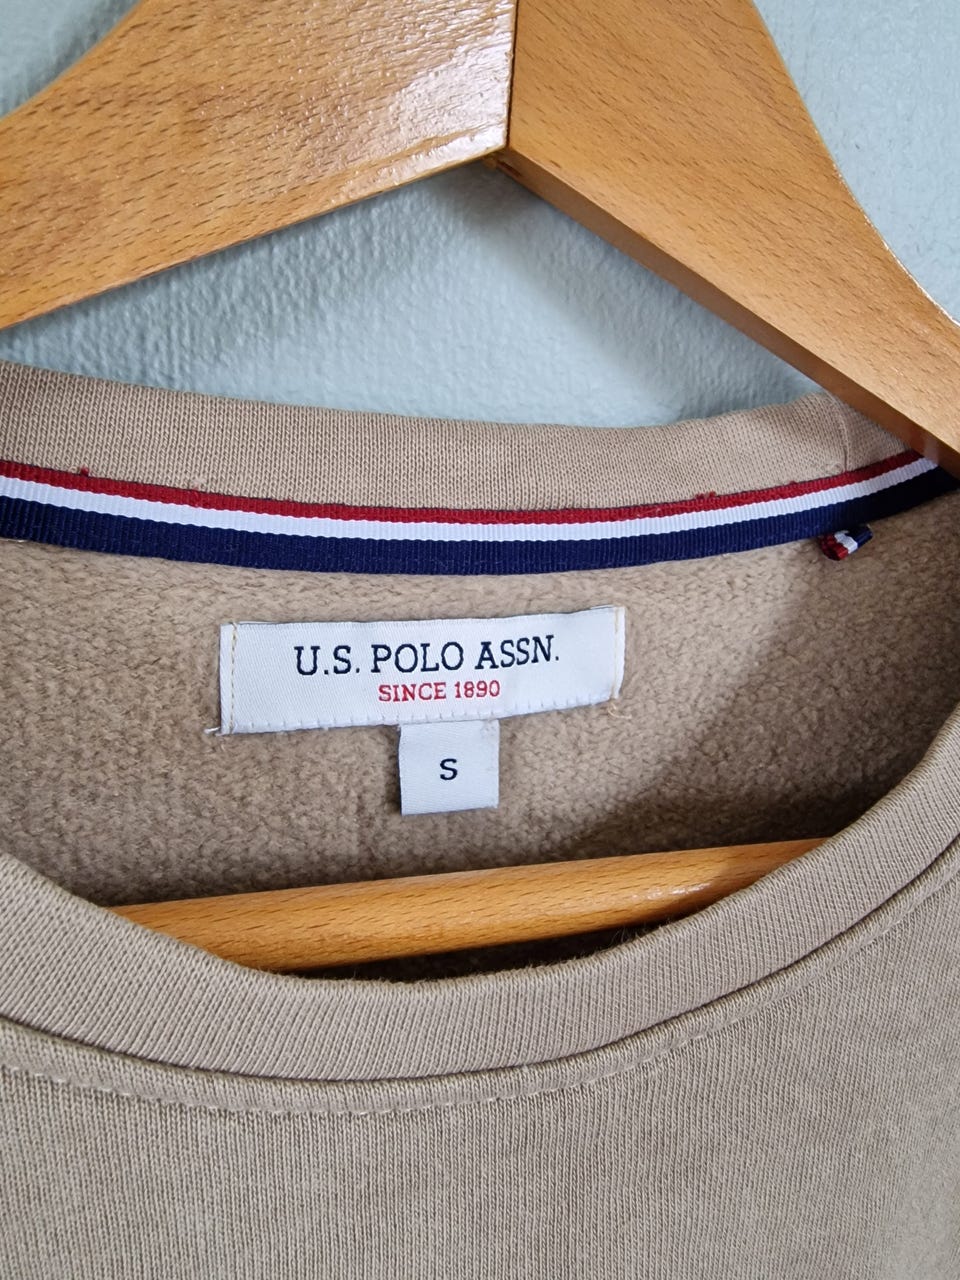 U.S. POLO ASSN.
SINCE 1890
S